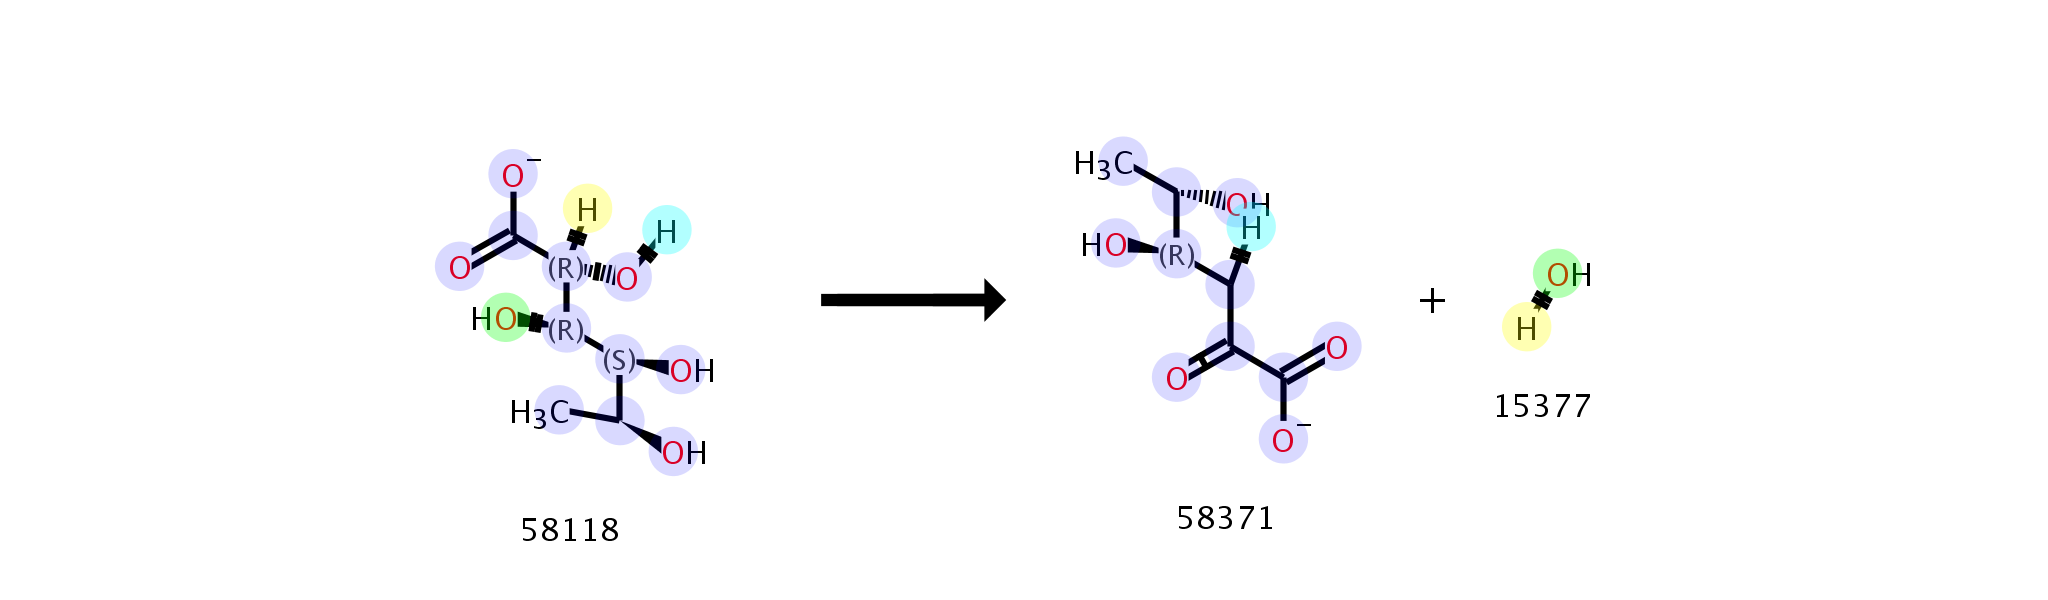 O⁻
H
H
O
(R)
O
HO
(R)
(S)
OH
H₃C
OH
58118
H₃C
OH
H
HO
(R)
O
O
O⁻
58371
+
OH
H
15377